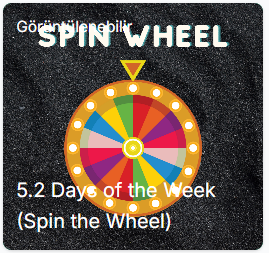 Görüntülenebilir
SPIN WHEEL
5.2 Days of the Week
(Spin the Wheel)